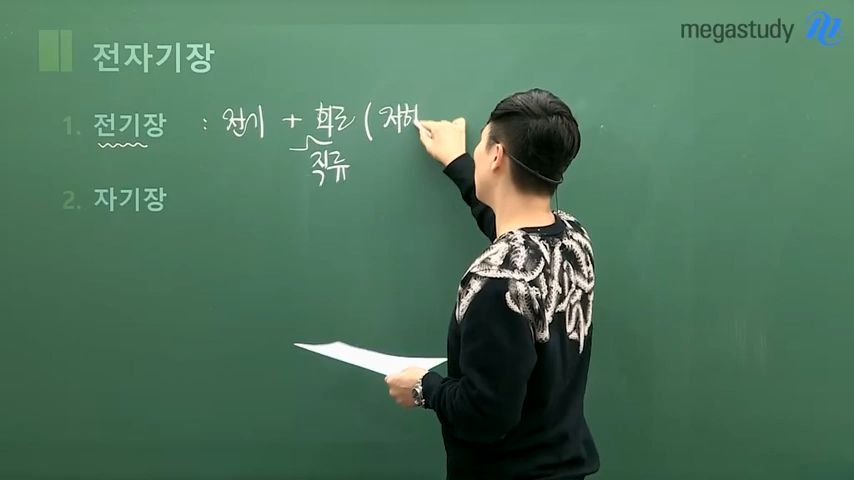 megastudy
전자기장
1. 전기장 : 전기 + 회로 ( 저하
직류
2. 자기장